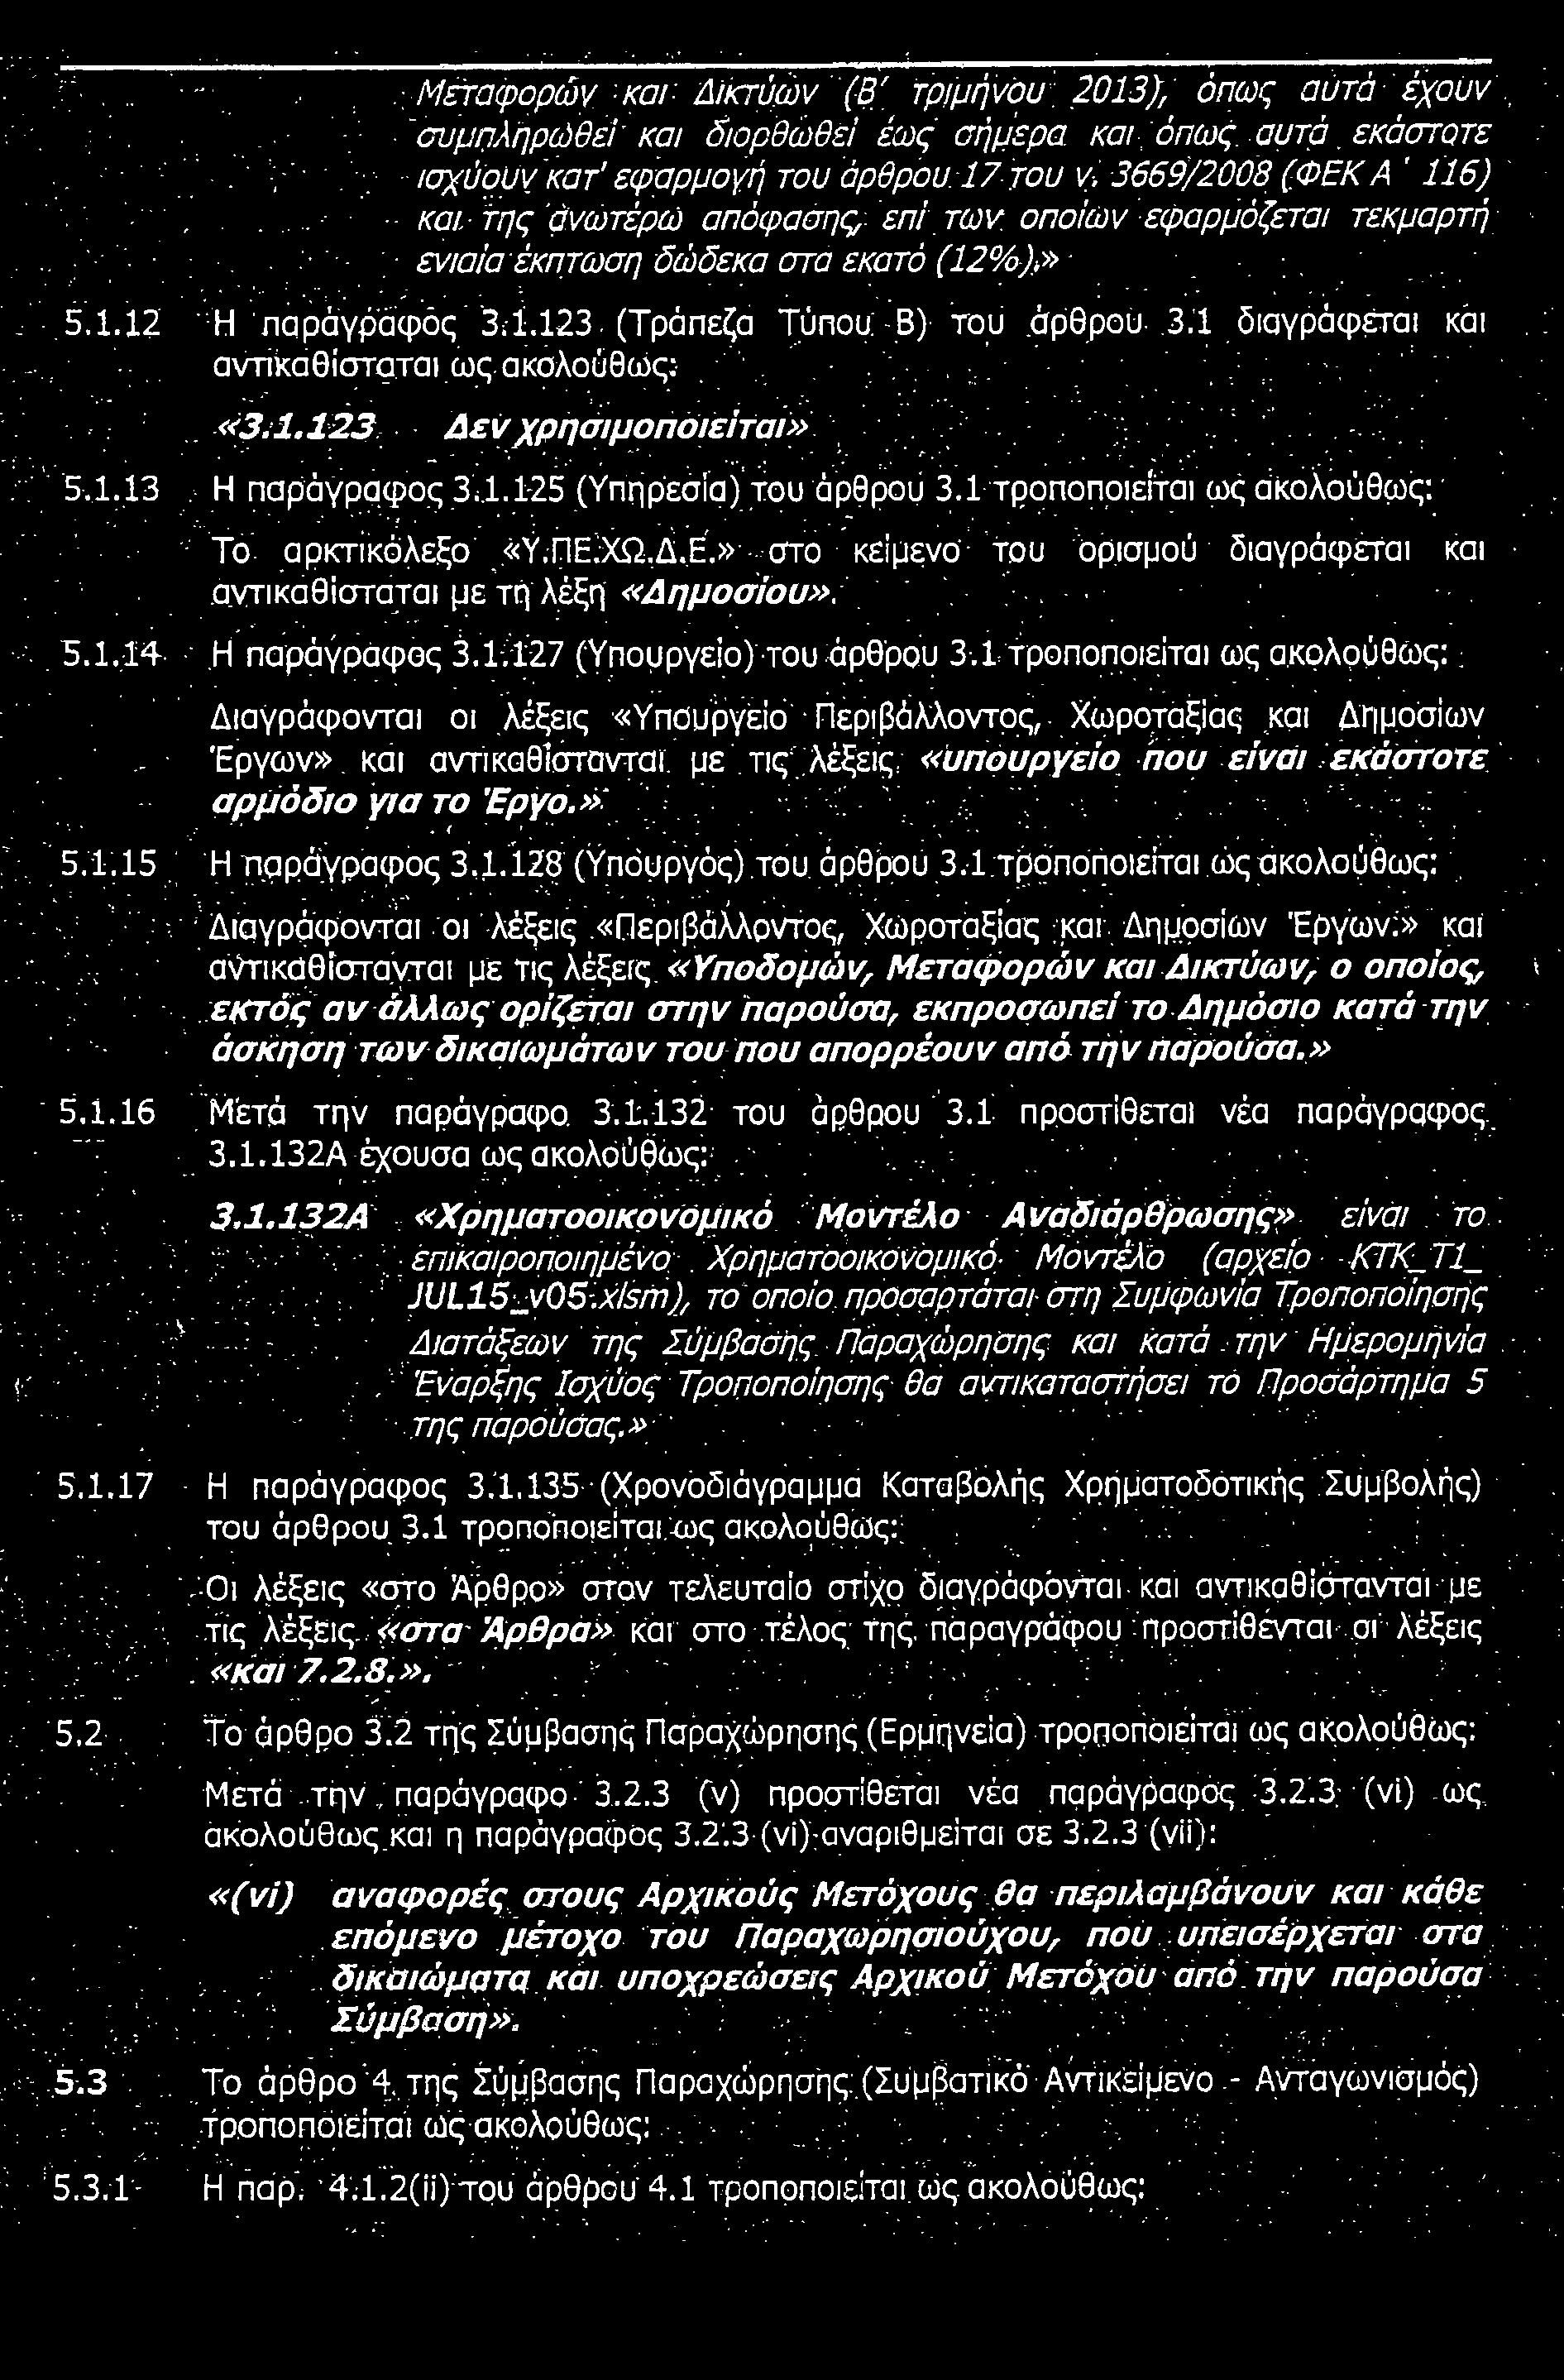 Μεταφορών και Δικτύων (Β' τριμήνου 2013), όπως αυτά έχουν
συμπληρωθεί και διορθωθεί έως σήμερα και όπως αυτά εκάστοτε
ισχύουν κατ' εφαρμογή του άρθρου 17 του ν. 3669/2008 (ΦΕΚ Α ' 116)
και της ανωτέρω απόφασης, επί των οποίων εφαρμόζεται τεκμαρτή
ενιαία έκπτωση δώδεκα στα εκατό (12%).»
5.1.12 Η παράγραφος 3.1.123 (Τράπεζα Τύπου Β) του άρθρου 3.1 διαγράφεται και
αντικαθίσταται ως ακολούθως:
«3.1.123 Δεν χρησιμοποιείται»
5.1.13 Η παράγραφος 3.1.125 (Υπηρεσία) του άρθρου 3.1 τροποποιείται ως ακολούθως:
Το αρκτικόλεξο «Υ.ΠΕ.ΧΩ.Δ.Ε.» στο κείμενο του ορισμού διαγράφεται και
αντικαθίσταται με τη λέξη «Δημοσίου».
5.1.14 Η παράγραφος 3.1.127 (Υπουργείο) του άρθρου 3.1 τροποποιείται ως ακολούθως:
Διαγράφονται οι λέξεις «Υπουργείο Περιβάλλοντος, Χωροταξίας και Δημοσίων
Έργων» και αντικαθίστανται με τις λέξεις «υπουργείο που είναι εκάστοτε
αρμόδιο για το Έργο.»
5.1.15 Η παράγραφος 3.1.128 (Υπουργός) του άρθρου 3.1 τροποποιείται ως ακολούθως:
Διαγράφονται οι λέξεις «Περιβάλλοντος, Χωροταξίας και Δημοσίων Έργων.» και
αντικαθίστανται με τις λέξεις «Υποδομών, Μεταφορών και Δικτύων, ο οποίος,
εκτός αν άλλως ορίζεται στην παρούσα, εκπροσωπεί το Δημόσιο κατά την
άσκηση των δικαιωμάτων του που απορρέουν από την παρούσα.»
5.1.16 Μετά την παράγραφο 3.1.132 του άρθρου 3.1 προστίθεται νέα παράγραφος
3.1.132Α έχουσα ως ακολούθως:
3.1.132Α «Χρηματοοικονομικό Μοντέλο Αναδιάρθρωσης» είναι το
επικαιροποιημένο Χρηματοοικονομικό Μοντέλο (αρχείο KTK_T1_
JUL15_v05.xlsm), το οποίο προσαρτάται στη Συμφωνία Τροποποίησης
Διατάξεων της Σύμβασης Παραχώρησης και κατά την Ημερομηνία
Έναρξης Ισχύος Τροποποίησης θα αντικαταστήσει το Προσάρτημα 5
της παρούσας.»
5.1.17 Η παράγραφος 3.1.135 (Χρονοδιάγραμμα Καταβολής Χρηματοδοτικής Συμβολής)
του άρθρου 3.1 τροποποιείται ως ακολούθως:
Οι λέξεις «στο Άρθρο» στον τελευταίο στίχο διαγράφονται και αντικαθίστανται με
τις λέξεις «στα Άρθρα» και στο τέλος της παραγράφου προστίθενται οι λέξεις
«και 7.2.8.».
5.2 Το άρθρο 3.2 της Σύμβασης Παραχώρησης (Ερμηνεία) τροποποιείται ως ακολούθως:
Μετά την παράγραφο 3.2.3 (v) προστίθεται νέα παράγραφος 3.2.3 (vi) ως
ακολούθως και η παράγραφος 3.2.3 (vi) αναριθμείται σε 3.2.3 (vii):
«(vi) αναφορές στους Αρχικούς Μετόχους θα περιλαμβάνουν και κάθε
επόμενο μέτοχο του Παραχωρησιούχου, που υπεισέρχεται στα
δικαιώματα και υποχρεώσεις Αρχικού Μετόχου από την παρούσα
Σύμβαση».
5.3 Το άρθρο 4 της Σύμβασης Παραχώρησης (Συμβατικό Αντικείμενο - Ανταγωνισμός)
τροποποιείται ως ακολούθως:
5.3.1 Η παρ. 4.1.2(ii) του άρθρου 4.1 τροποποιείται ως ακολούθως: